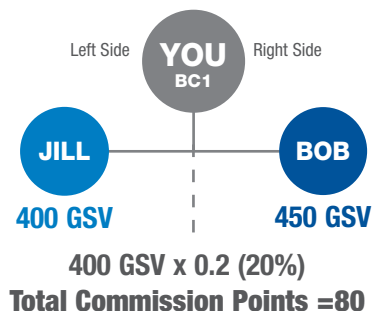 Left Side
YOU
BC1
Right Side
JILL
BOB
400 GSV
450 GSV
400 GSV x 0.2 (20%)
Total Commission Points =80